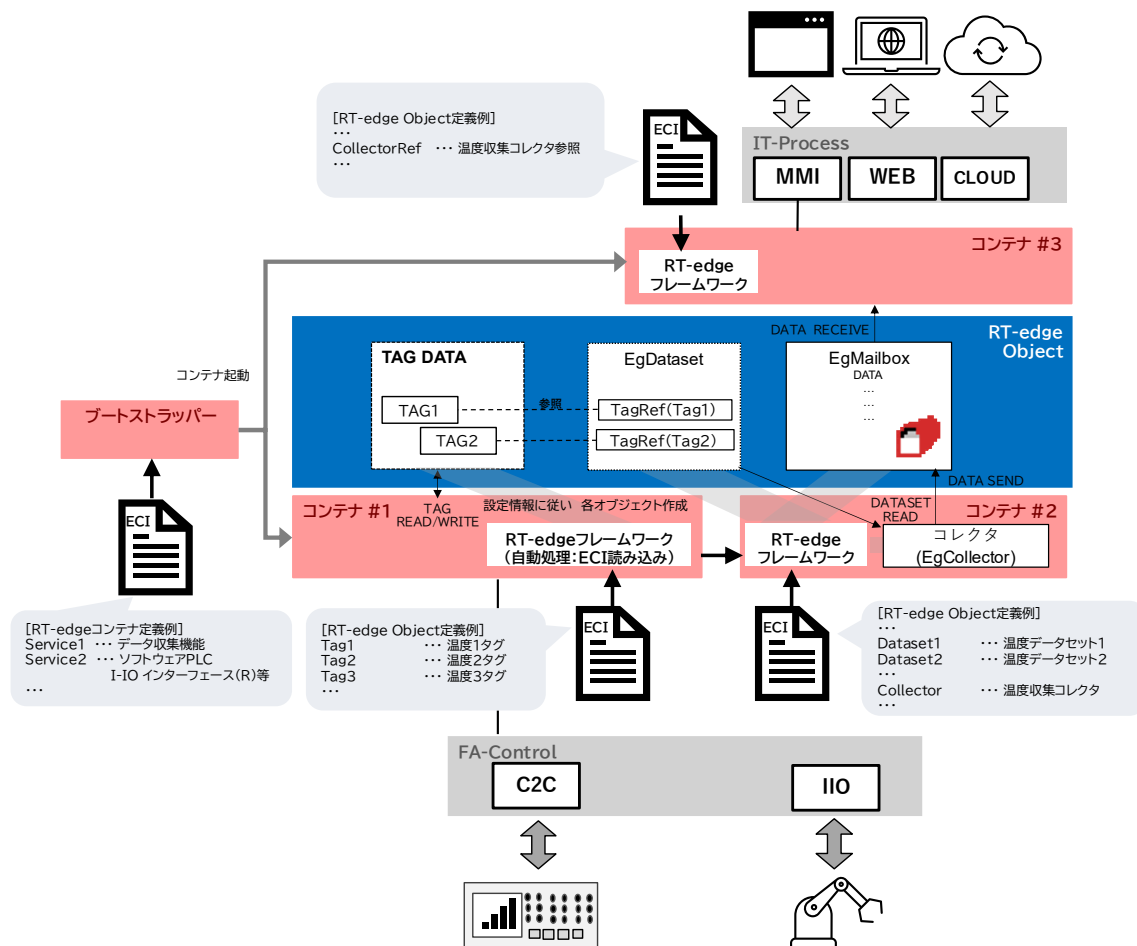 [RT-edge Object定義例]
…
CollectorRef … 温度収集コレクタ参照
…
ECI
IT-Process
MMI
WEB
CLOUD
コンテナ #3
RT-edge
フレームワーク
DATA RECEIVE
RT-edge
Object
TAG DATA
TAG1
TAG2
参照
EgDataset
TagRef(Tag1)
TagRef(Tag2)
EgMailbox
DATA
…
…
…
コンテナ起動
ブートストラッパー
ECI
DATA SEND
DATASET
READ
コンテナ #1
TAG
READ/WRITE
設定情報に従い 各オブジェクト作成
RT-edgeフレームワーク
(自動処理:ECI読み込み)
コンテナ #2
RT-edge
フレームワーク
コレクタ
(EgCollector)
[RT-edgeコンテナ定義例]
Service1 … データ収集機能
Service2 … ソフトウェアPLC
I-IO インターフェース(R)等
…
[RT-edge Object定義例]
Tag1 … 温度1タグ
Tag2 … 温度2タグ
Tag3 … 温度3タグ
…
ECI
ECI
[RT-edge Object定義例]
…
Dataset1 … 温度データセット1
Dataset2 … 温度データセット2
…
Collector … 温度収集コレクタ
…
FA-Control
C2C
IIO